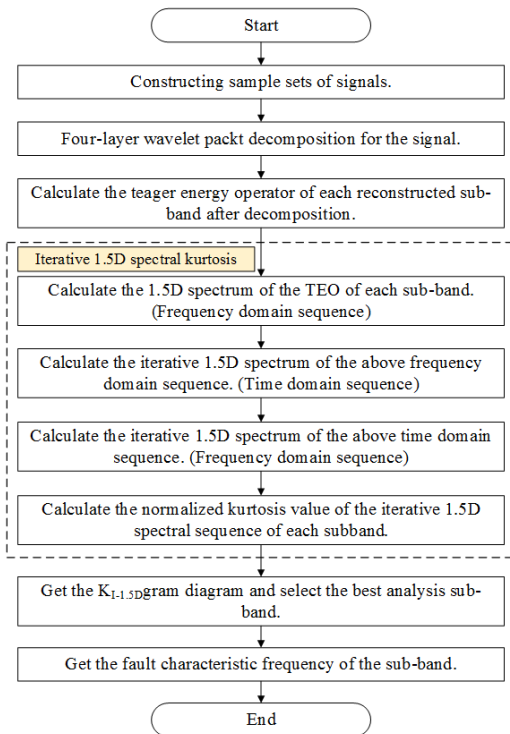 Start
Constructing sample sets of signals.
Four-layer wavelet packt decomposition for the signal.
Calculate the teager energy operator of each reconstructed sub-
band after decomposition.
Iterative 1.5D spectral kurtosis
Calculate the 1.5D spectrum of the TEO of each sub-band.
(Frequency domain sequence)
Calculate the iterative 1.5D spectrum of the above frequency
domain sequence. (Time domain sequence)
Calculate the iterative 1.5D spectrum of the above time domain
sequence. (Frequency domain sequence)
Calculate the normalized kurtosis value of the iterative 1.5D
spectral sequence of each subband.
Get the K_{I-1.5D}gram diagram and select the best analysis sub-
band.
Get the fault characteristic frequency of the sub-band.
End